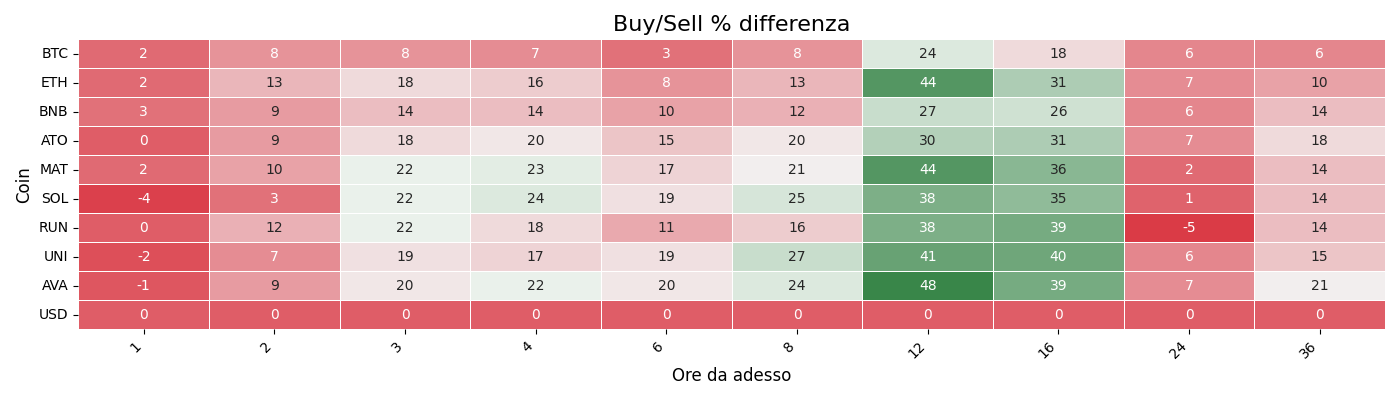 Buy/Sell % differenza
Coin
BTC 2 8 8 7 3 8 24 18 6 6
ETH 2 13 18 16 8 13 44 31 7 10
BNB 3 9 14 14 10 12 27 26 6 14
ATO 0 9 18 20 15 20 30 31 7 18
MAT 2 10 22 23 17 21 44 36 2 14
SOL -4 3 22 24 19 25 38 35 1 14
RUN 0 12 22 18 11 16 38 39 -5 14
UNI -2 7 19 17 19 27 41 40 6 15
AVA -1 9 20 22 20 24 48 39 7 21
USD 0 0 0 0 0 0 0 0 0 0
1 2 3 4 6 8 12 16 24 36
Ore da adesso